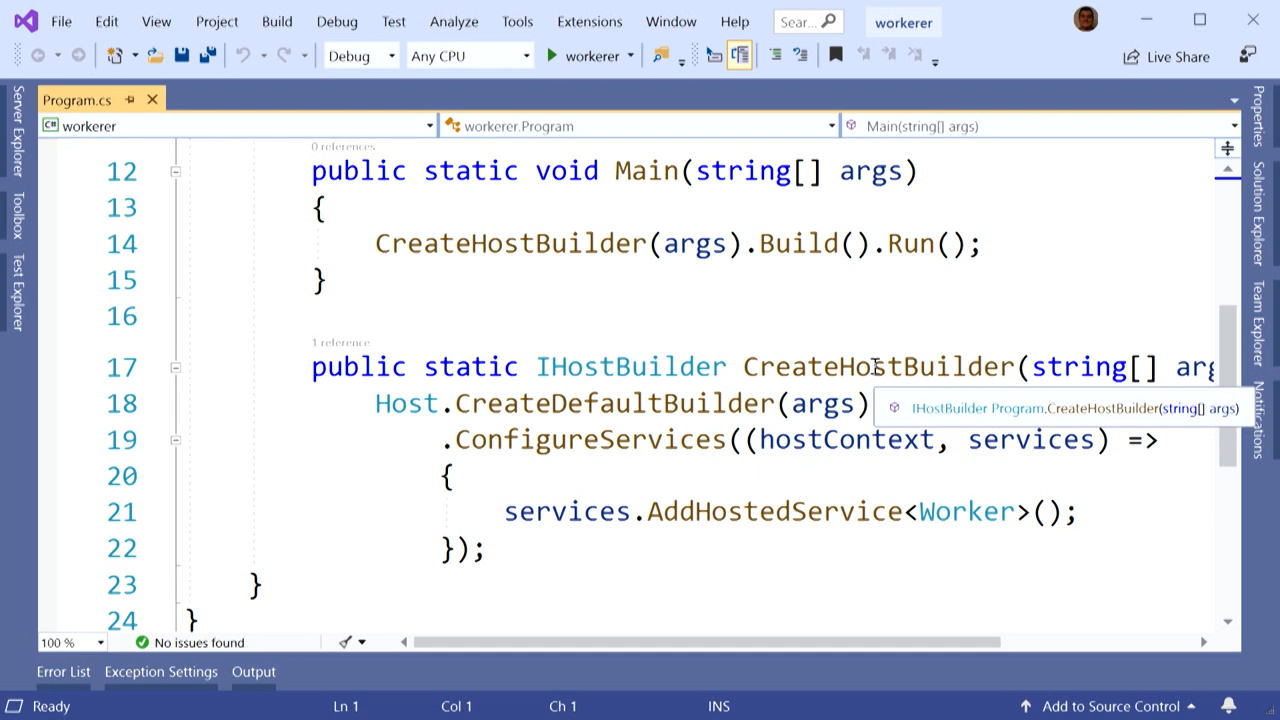 File Edit View Project Build Debug Test Analyze Tools Extensions Window Help Sear... workerer
Debug Any CPU workerer Live Share
Program.cs
C# workerer workerer.Program Main(string[] args)
0 references
12 public static void Main(string[] args)
13 {
14 CreateHostBuilder(args).Build().Run();
15 }
16
1 reference
17 public static IHostBuilder CreateHostBuilder(string[] arg
18 Host.CreateDefaultBuilder(args)
IHostBuilder Program.CreateHostBuilder(string[] args)
19 .ConfigureServices((hostContext, services) =>
20 {
21 services.AddHostedService<Worker>();
22 });
23 }
24 }
100 % No issues found
Server Explorer
Toolbox
Test Explorer
Properties
Solution Explorer
Team Explorer
Notifications
Error List Exception Settings Output
Ready Ln 1 Col 1 Ch 1 INS Add to Source Control